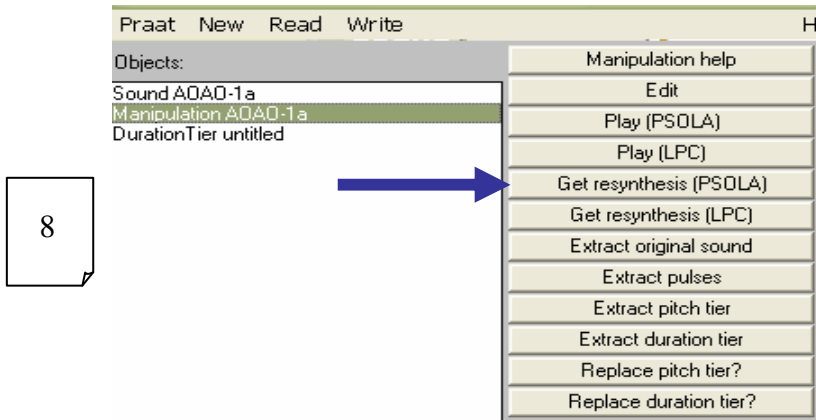 Praat New Read Write H
Objects:
Sound AOAO-1a
Manipulation AOAO-1a
DurationTier untitled
8
Manipulation help
Edit
Play (PSOLA)
Play (LPC)
Get resynthesis (PSOLA)
Get resynthesis (LPC)
Extract original sound
Extract pulses
Extract pitch tier
Extract duration tier
Replace pitch tier?
Replace duration tier?